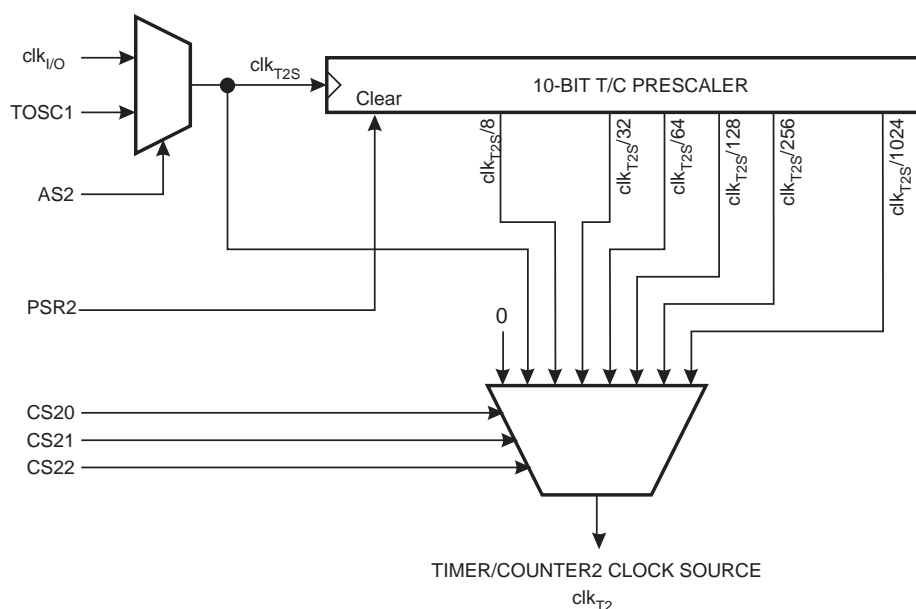 clkI/O
clkT2S
10-BIT T/C PRESCALER
TOSC1
Clear
clkT2S/8
clkT2S/32
clkT2S/64
clkT2S/128
clkT2S/256
clkT2S/1024
AS2
PSR2
0
CS20
CS21
CS22
TIMER/COUNTER2 CLOCK SOURCE
clkT2